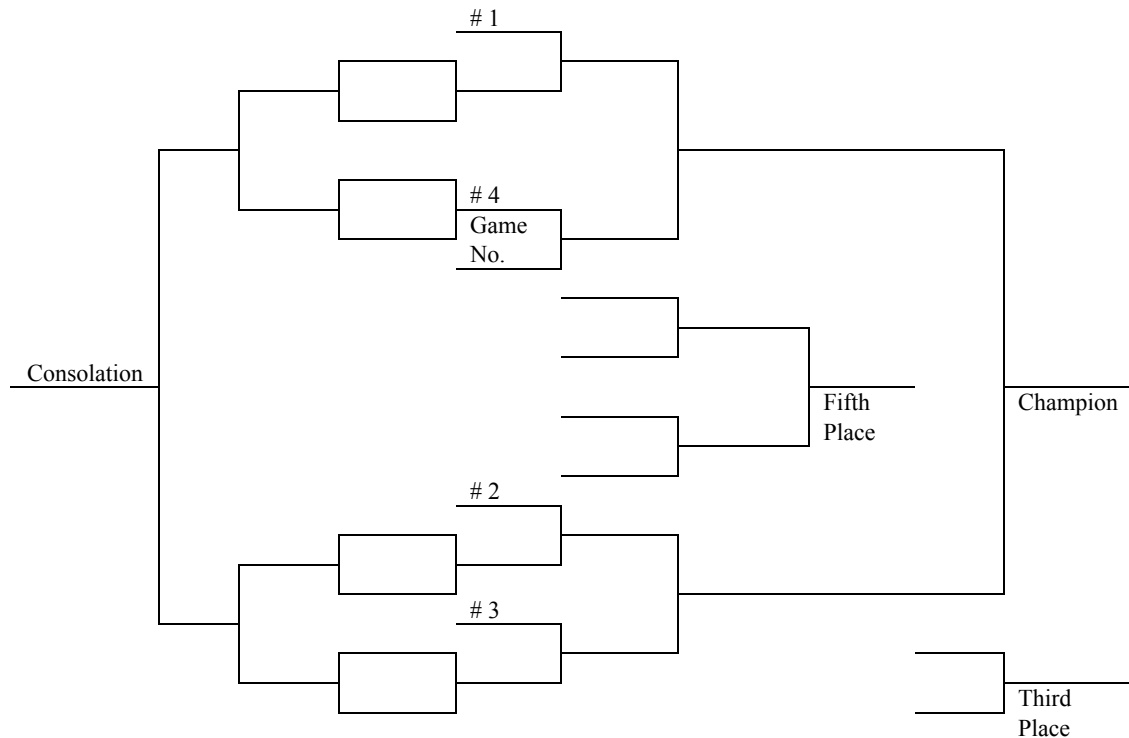 # 1
# 4
Game
No.
Consolation
Fifth
Place
Champion
# 2
# 3
Third
Place